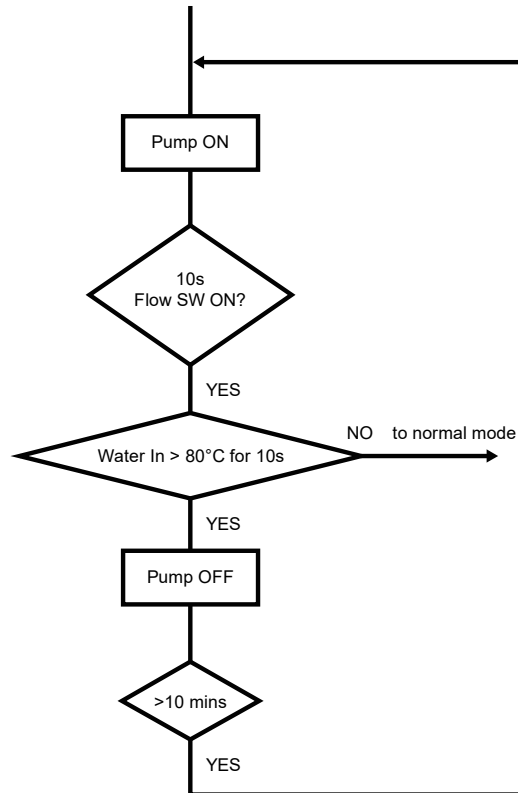 Pump ON
10s
Flow SW ON?
YES
NO to normal mode
Water In > 80°C for 10s
YES
Pump OFF
>10 mins
YES